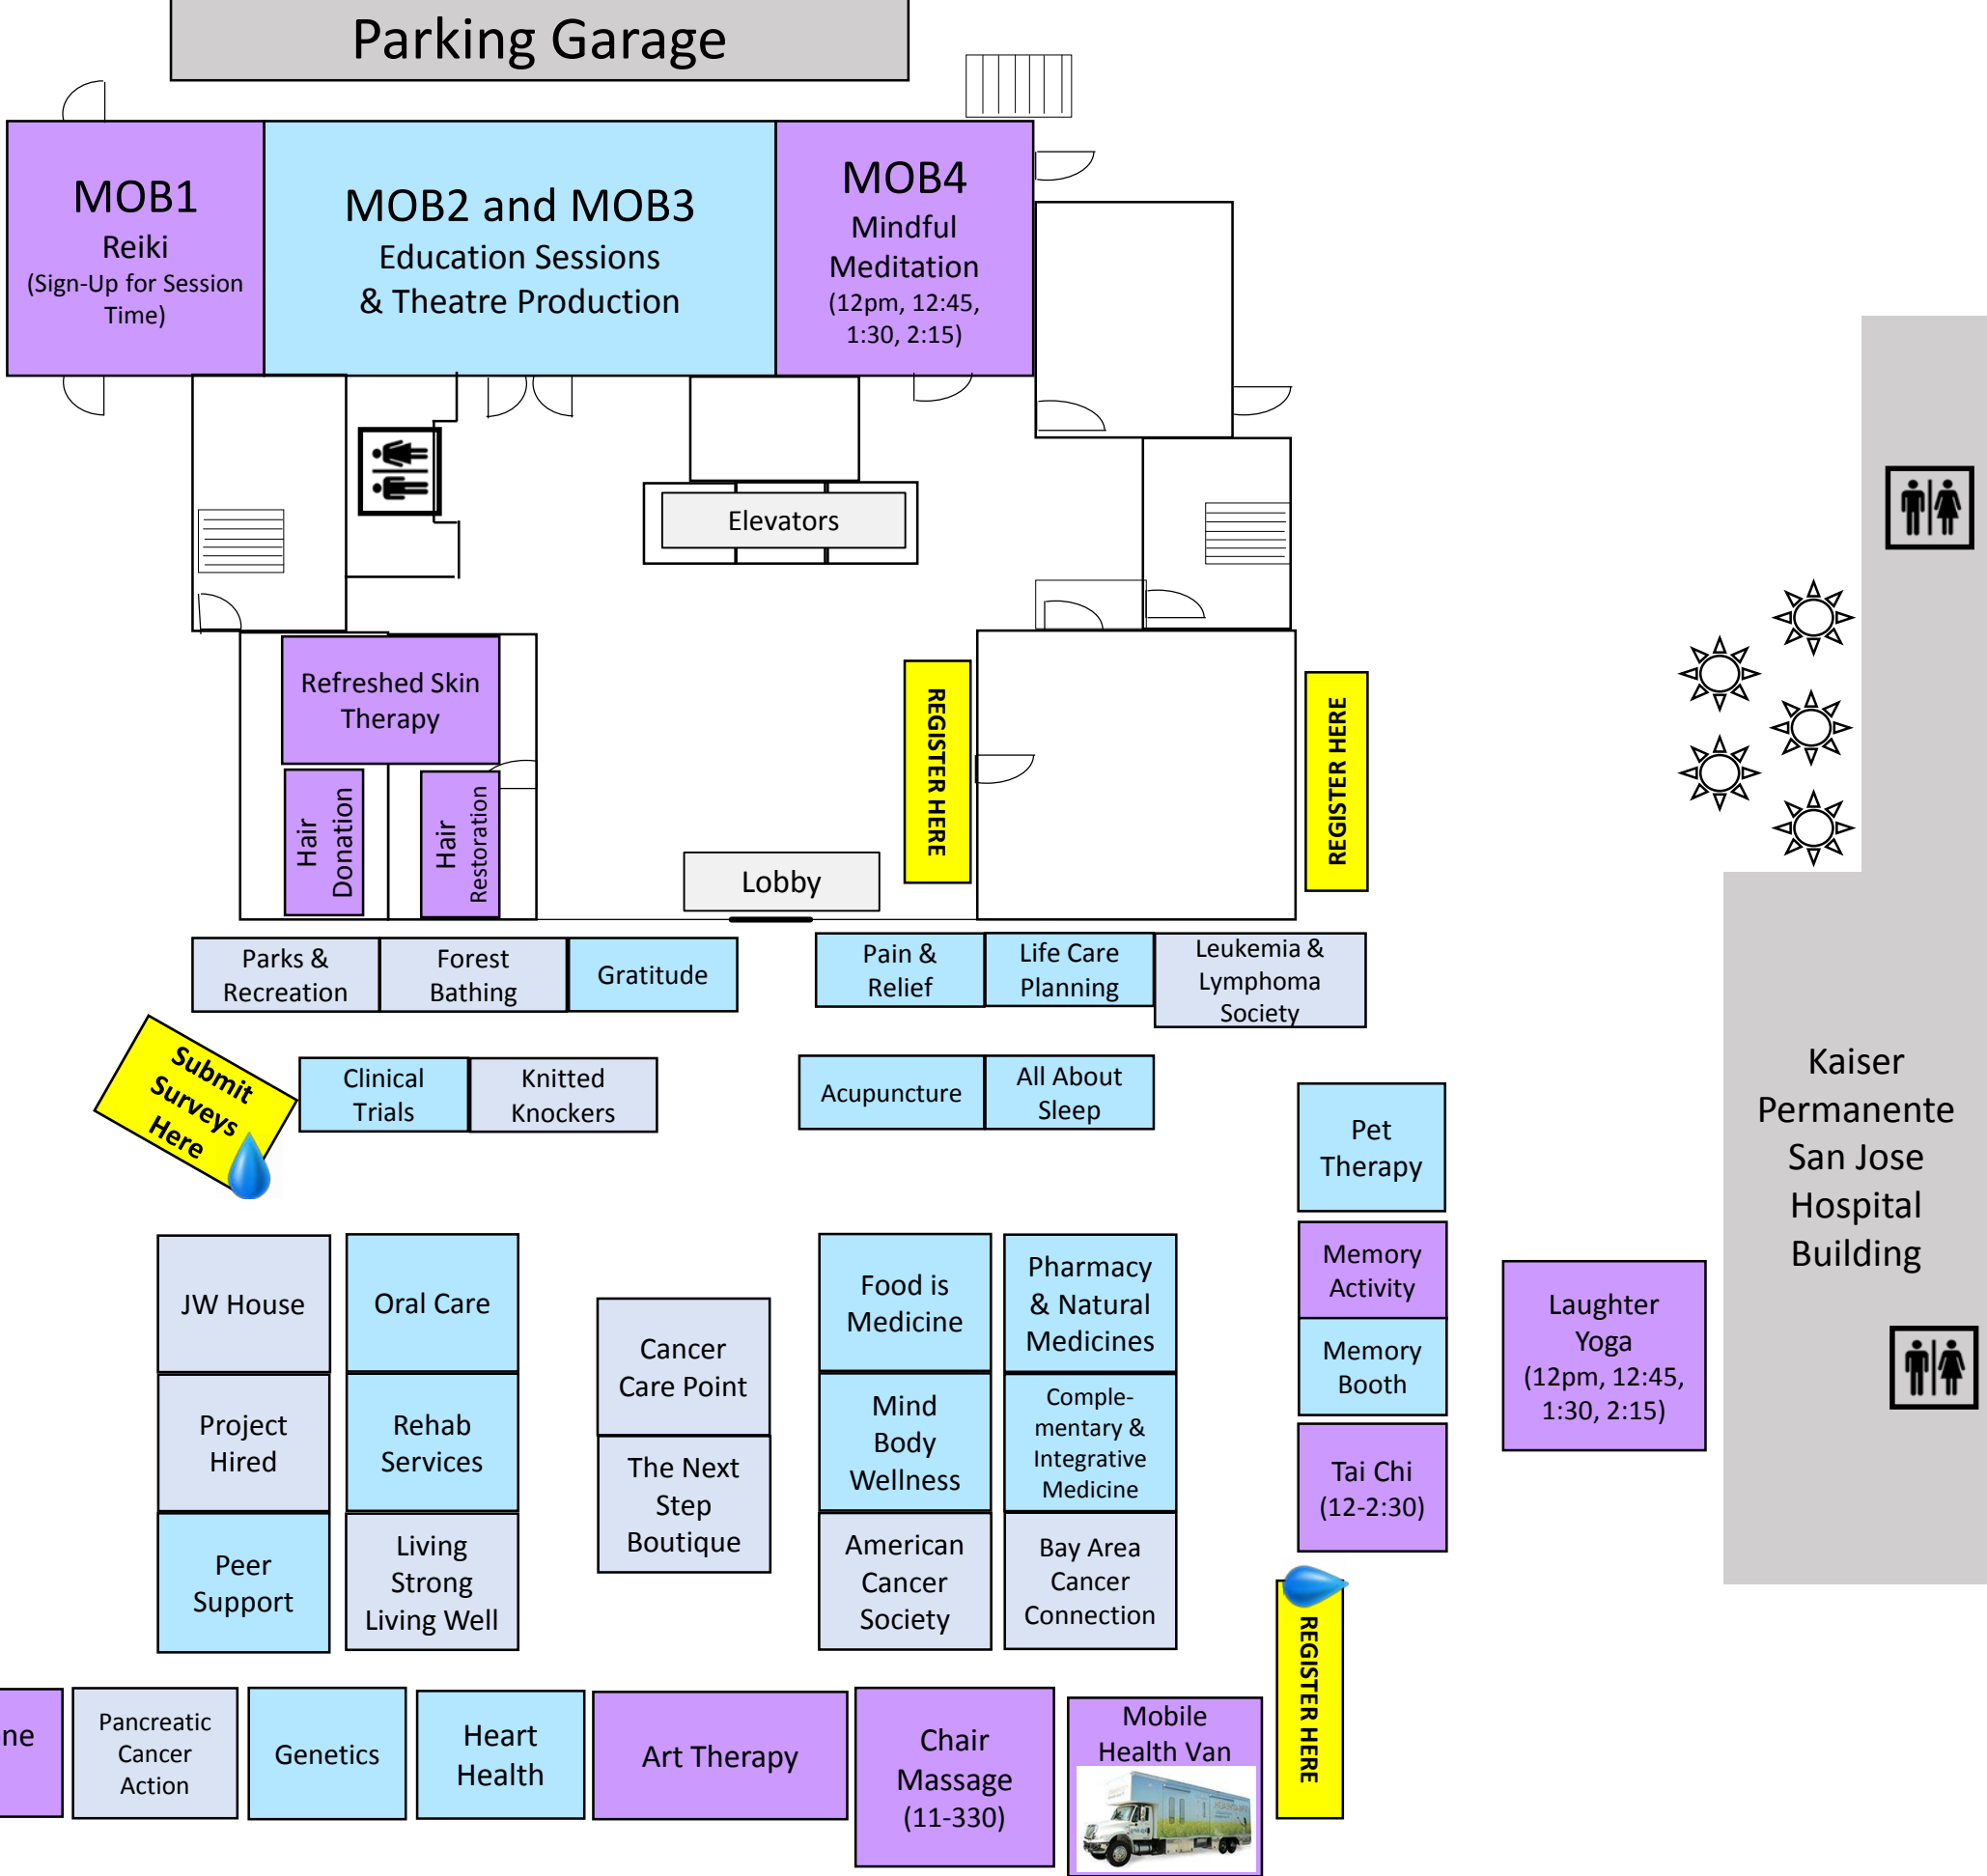 Parking Garage
MOB1
Reiki
(Sign-Up for Session
Time)
MOB2 and MOB3
Education Sessions
& Theatre Production
MOB4
Mindful
Meditation
(12pm, 12:45,
1:30, 2:15)
Elevators
Refreshed Skin
Therapy
Hair
Donation
Hair
Restoration
REGISTER HERE
REGISTER HERE
Lobby
Parks &
Recreation
Forest
Bathing
Gratitude
Pain &
Relief
Life Care
Planning
Leukemia &
Lymphoma
Society
Submit
Surveys
Here
Clinical
Trials
Knitted
Knockers
Acupuncture
All About
Sleep
Pet
Therapy
Kaiser
Permanente
San Jose
Hospital
Building
JW House
Oral Care
Cancer
Care Point
Food is
Medicine
Pharmacy
& Natural
Medicines
Memory
Activity
Memory
Booth
Laughter
Yoga
(12pm, 12:45,
1:30, 2:15)
Project
Hired
Rehab
Services
The Next
Step
Boutique
Mind
Body
Wellness
Comple-
mentary &
Integrative
Medicine
Tai Chi
(12-2:30)
Peer
Support
Living
Strong
Living Well
American
Cancer
Society
Bay Area
Cancer
Connection
REGISTER HERE
Pancreatic
Cancer
Action
Genetics
Heart
Health
Art Therapy
Chair
Massage
(11-330)
Mobile
Health Van